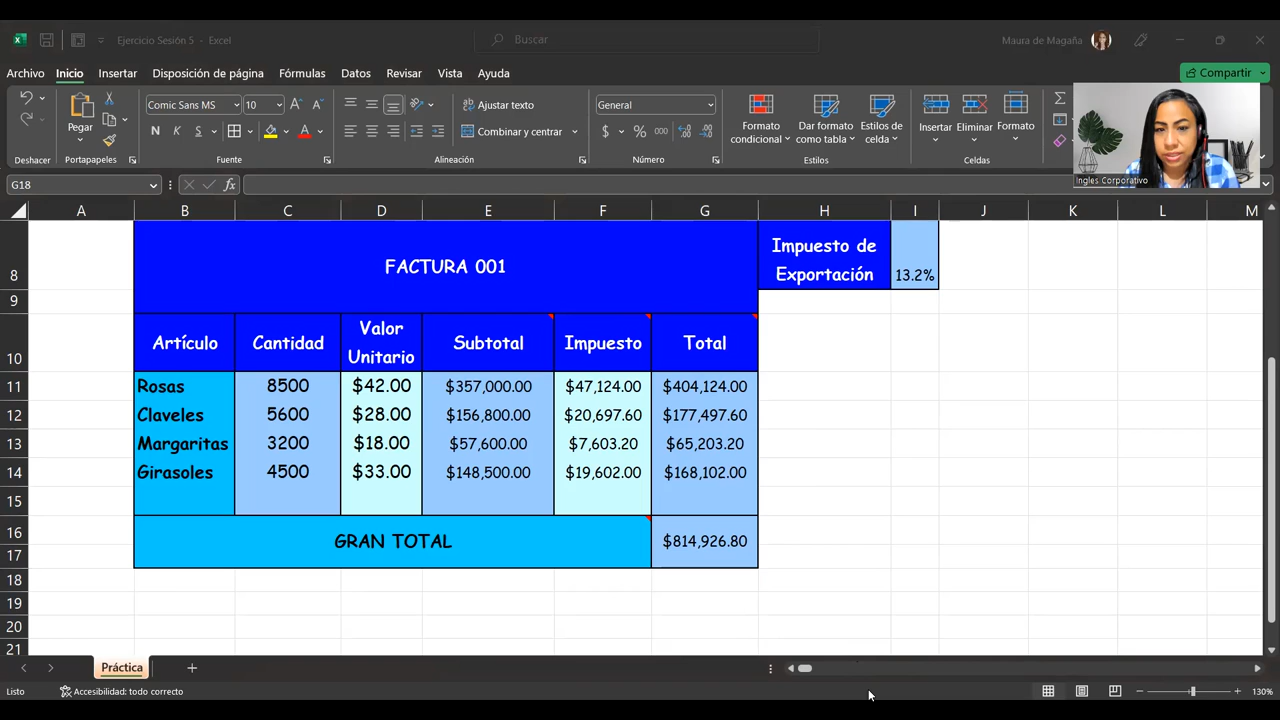 Ejercicio Sesión 5 - Excel
Buscar
Maura de Magaña
Archivo Inicio Insertar Disposición de página Fórmulas Datos Revisar Vista Ayuda
Compartir
Pegar
Comic Sans MS 10
Ajustar texto
Combinar y centrar
General
Formato condicional
Dar formato como tabla
Estilos de celda
Insertar
Eliminar
Formato
Deshacer Portapapeles Fuente Alineación Número Estilos Celdas
Ingles Corporativo
G18
A B C D E F G H I J K L M
8 FACTURA 001
Impuesto de
Exportación 13.2%
9
10 Artículo Cantidad Valor Unitario Subtotal Impuesto Total
11 Rosas 8500 $42.00 $357,000.00 $47,124.00 $404,124.00
12 Claveles 5600 $28.00 $156,800.00 $20,697.60 $177,497.60
13 Margaritas 3200 $18.00 $57,600.00 $7,603.20 $65,203.20
14 Girasoles 4500 $33.00 $148,500.00 $19,602.00 $168,102.00
15
16 GRAN TOTAL $814,926.80
17
18
19
20
21
Práctica
Listo Accesibilidad: todo correcto 130%